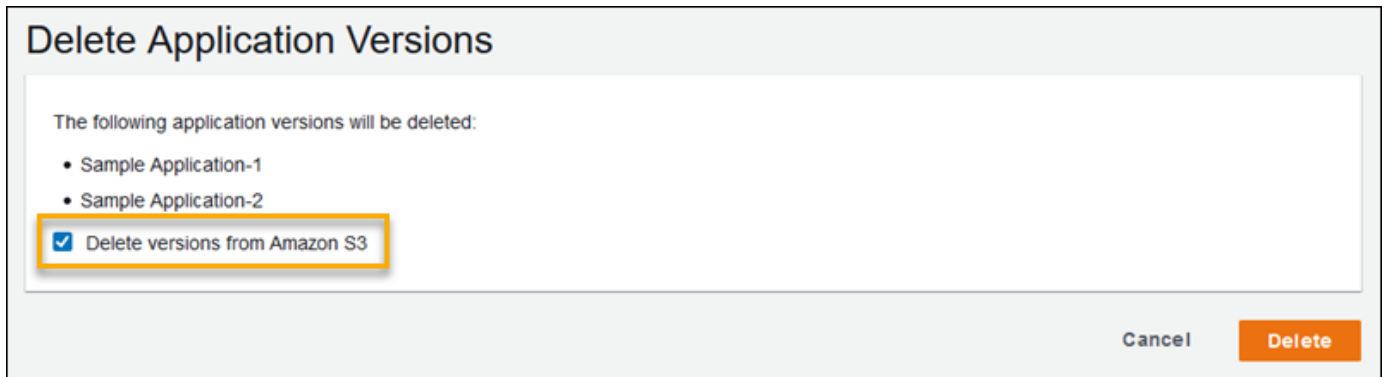 Delete Application Versions
The following application versions will be deleted:
• Sample Application-1
• Sample Application-2
Delete versions from Amazon S3
Cancel Delete